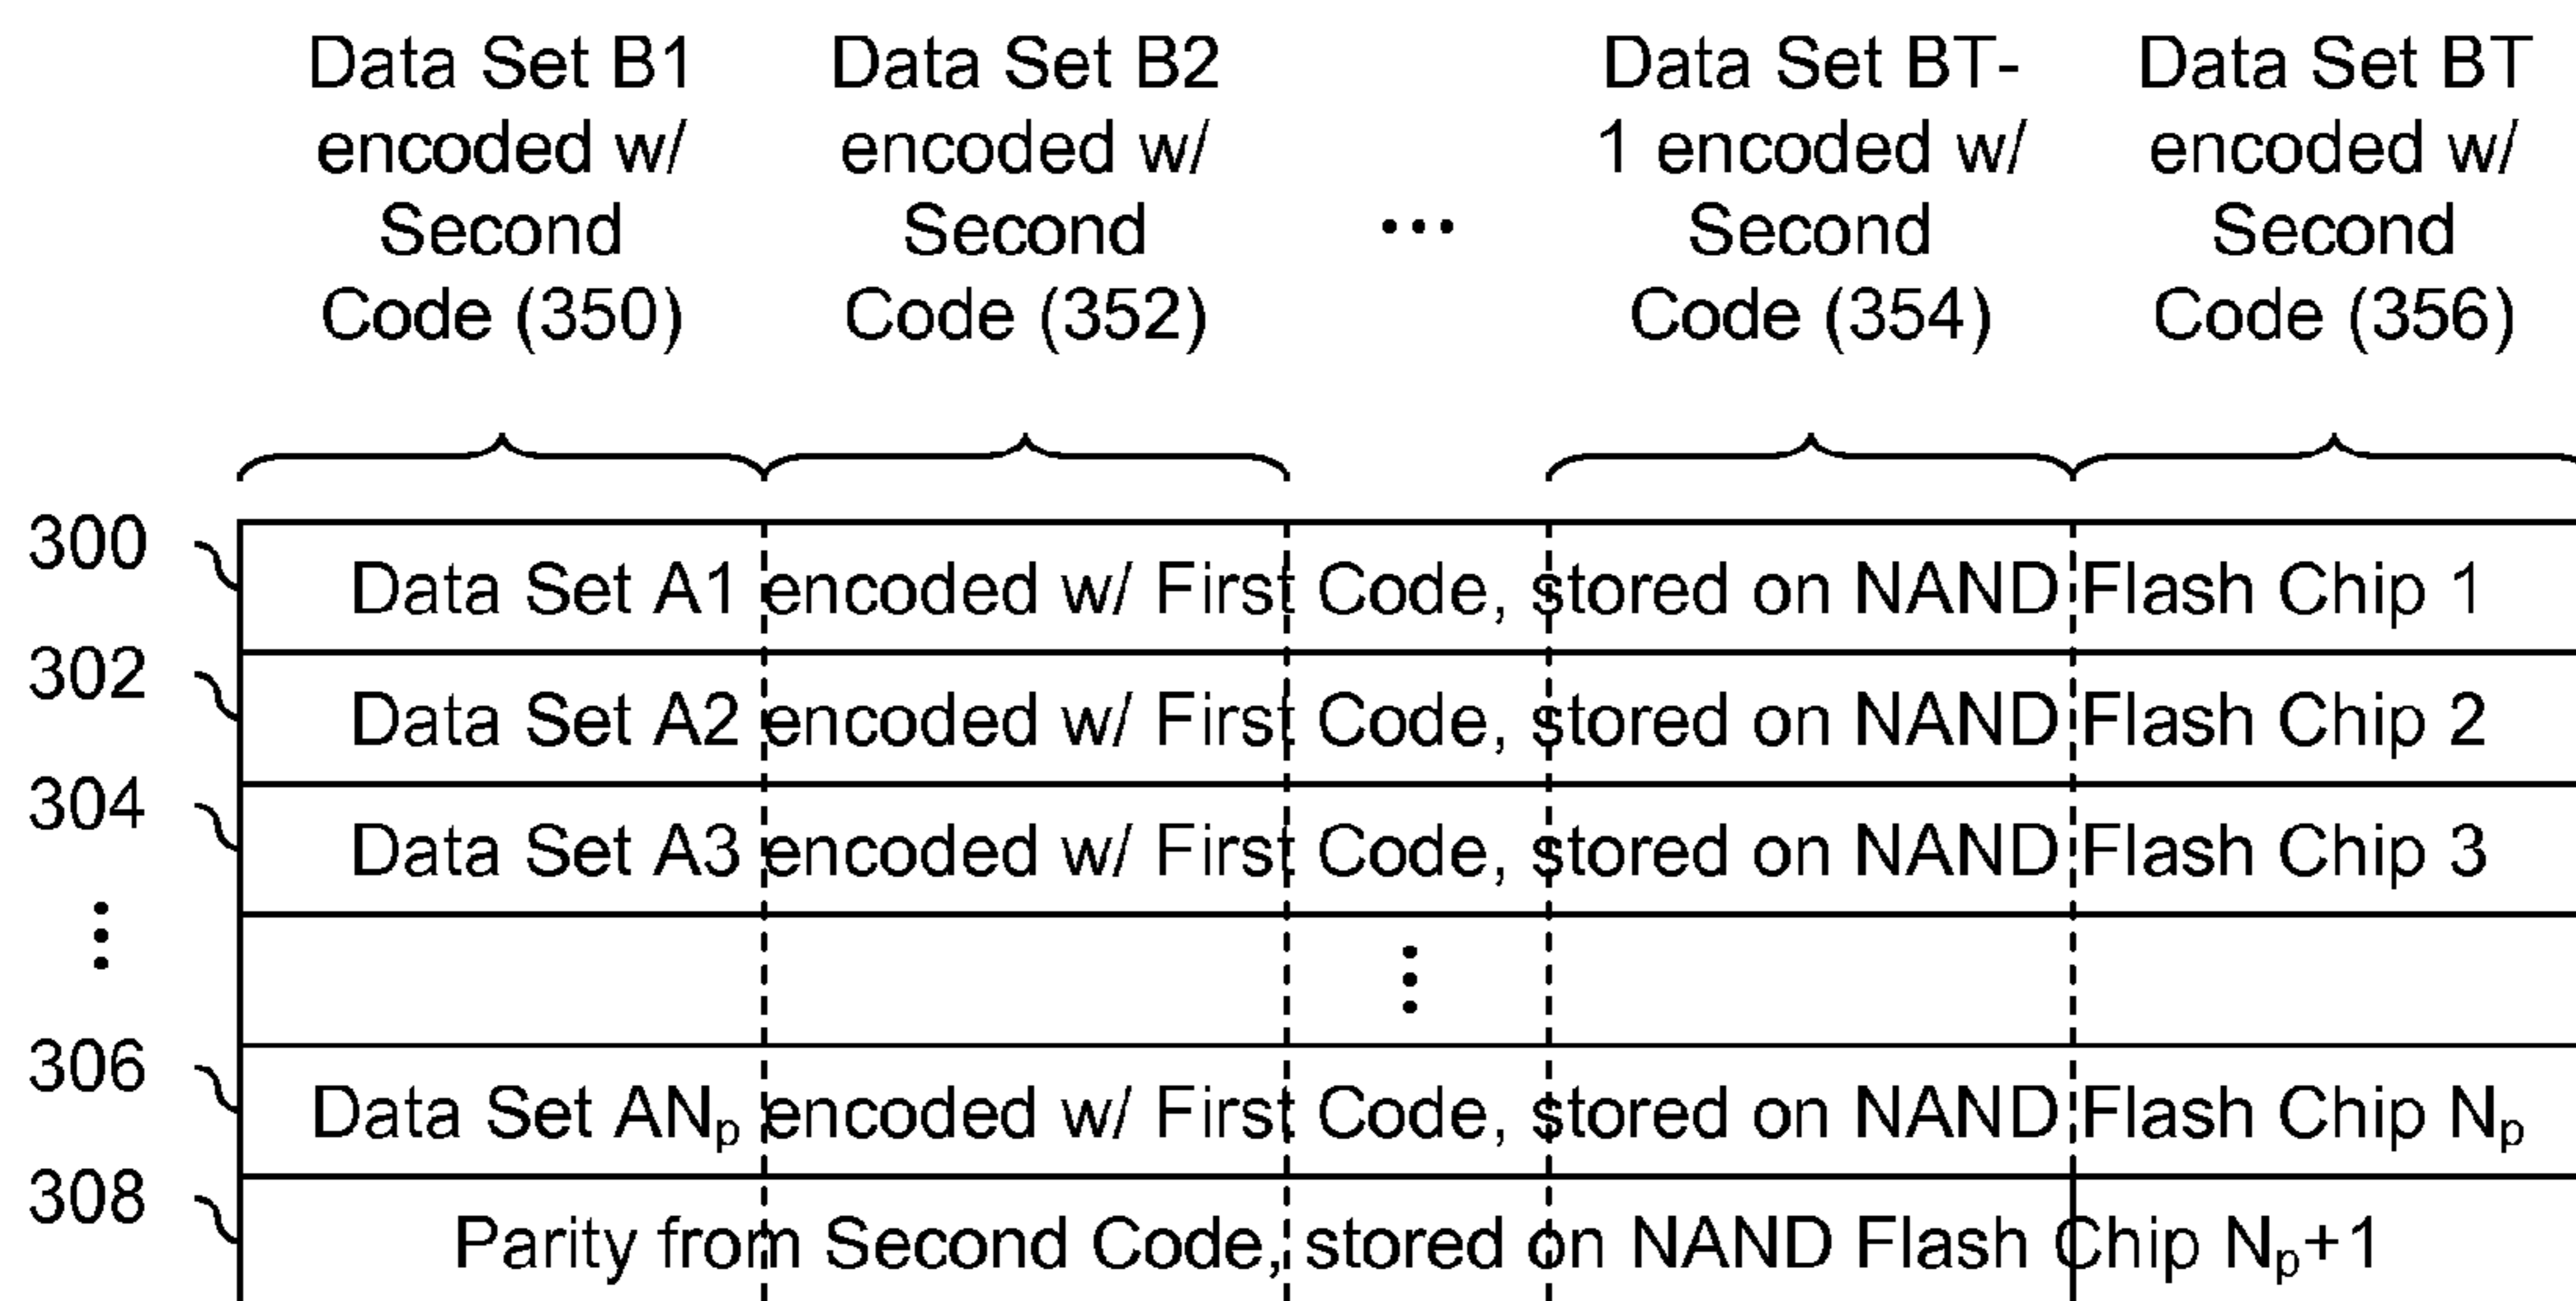 Data Set B1
encoded w/
Second
Code (350)
Data Set B2
encoded w/
Second
Code (352)
...
Data Set BT-
1 encoded w/
Second
Code (354)
Data Set BT
encoded w/
Second
Code (356)
300
Data Set A1 encoded w/ First Code, stored on NAND Flash Chip 1
302
Data Set A2 encoded w/ First Code, stored on NAND Flash Chip 2
304
Data Set A3 encoded w/ First Code, stored on NAND Flash Chip 3
306
Data Set ANp encoded w/ First Code, stored on NAND Flash Chip Np
308
Parity from Second Code, stored on NAND Flash Chip Np+1